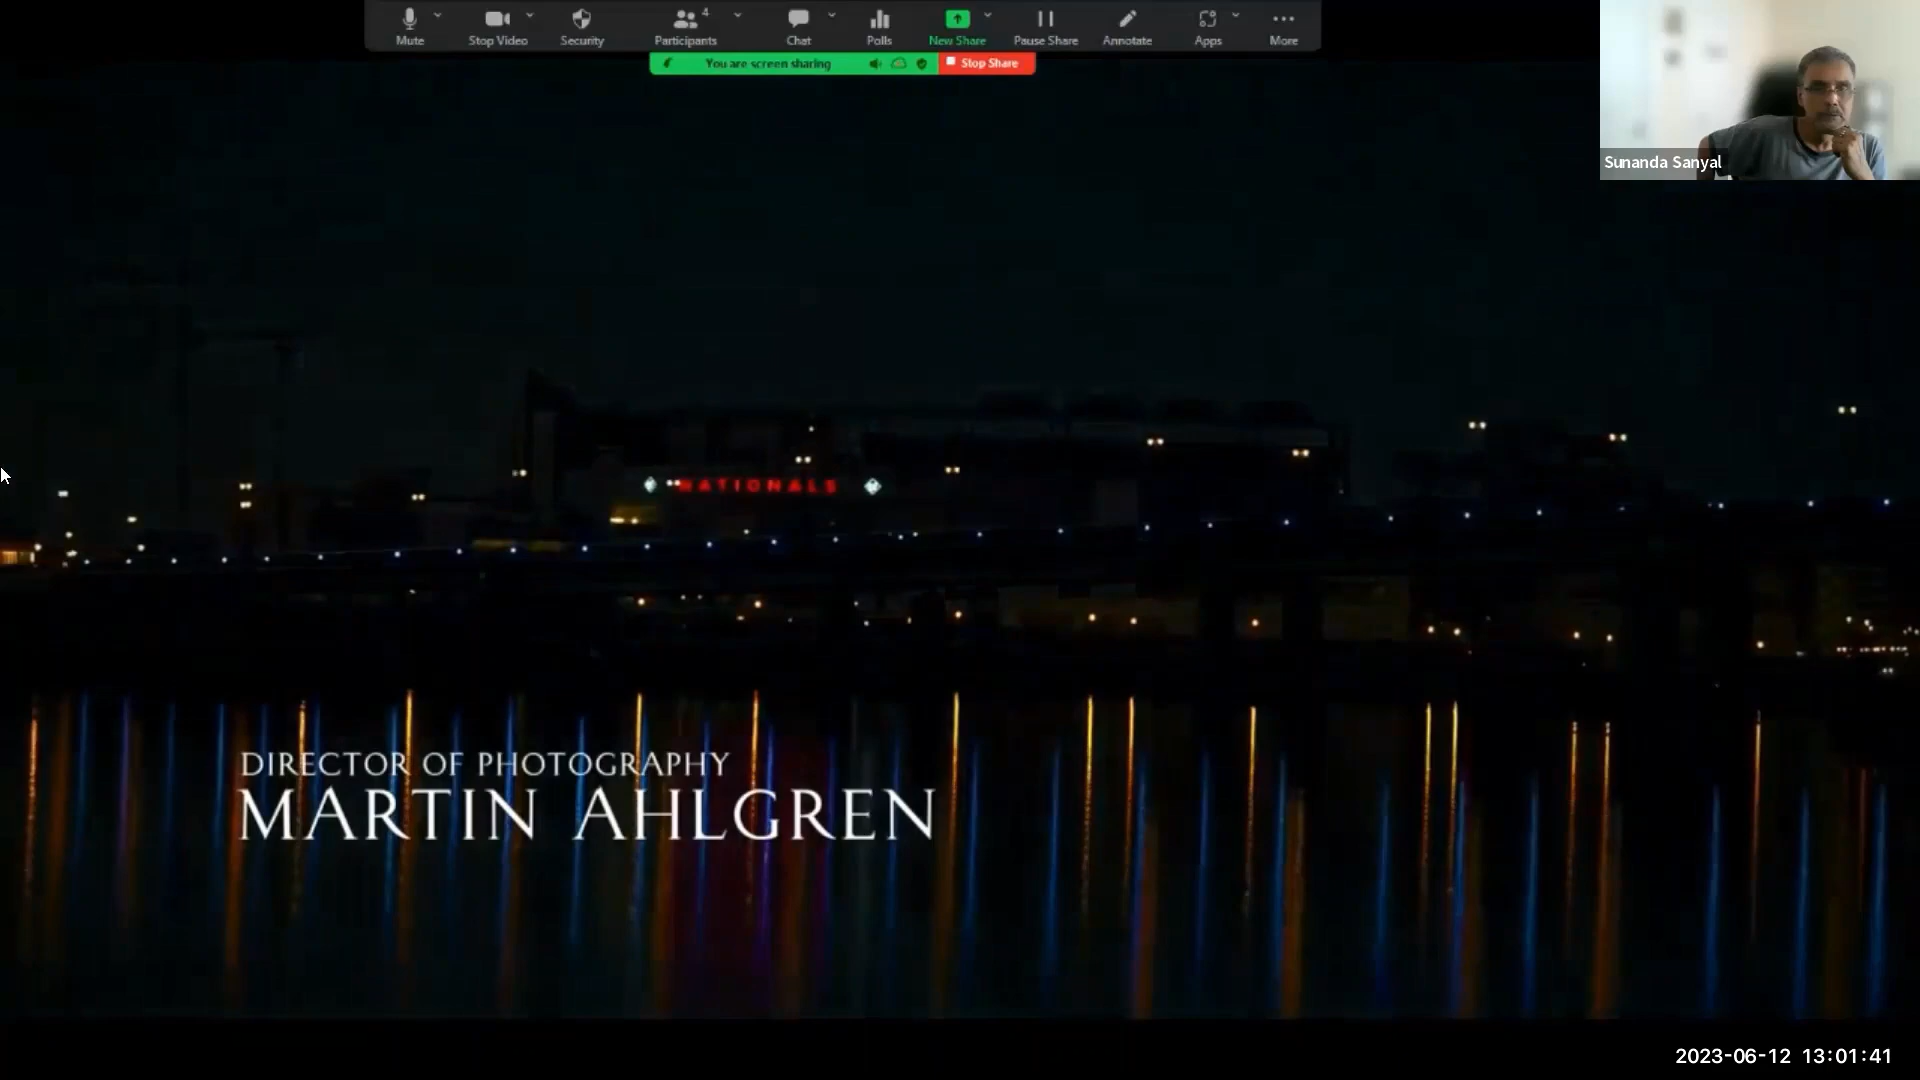 Mute
Stop Video
Security
Participants
4
Chat
Polls
New Share
Pause Share
Annotate
Apps
More
You are screen sharing
Stop Share
Sunanda Sanyal
NATIONALS
DIRECTOR OF PHOTOGRAPHY
MARTIN AHLGREN
2023-06-12 13:01:41